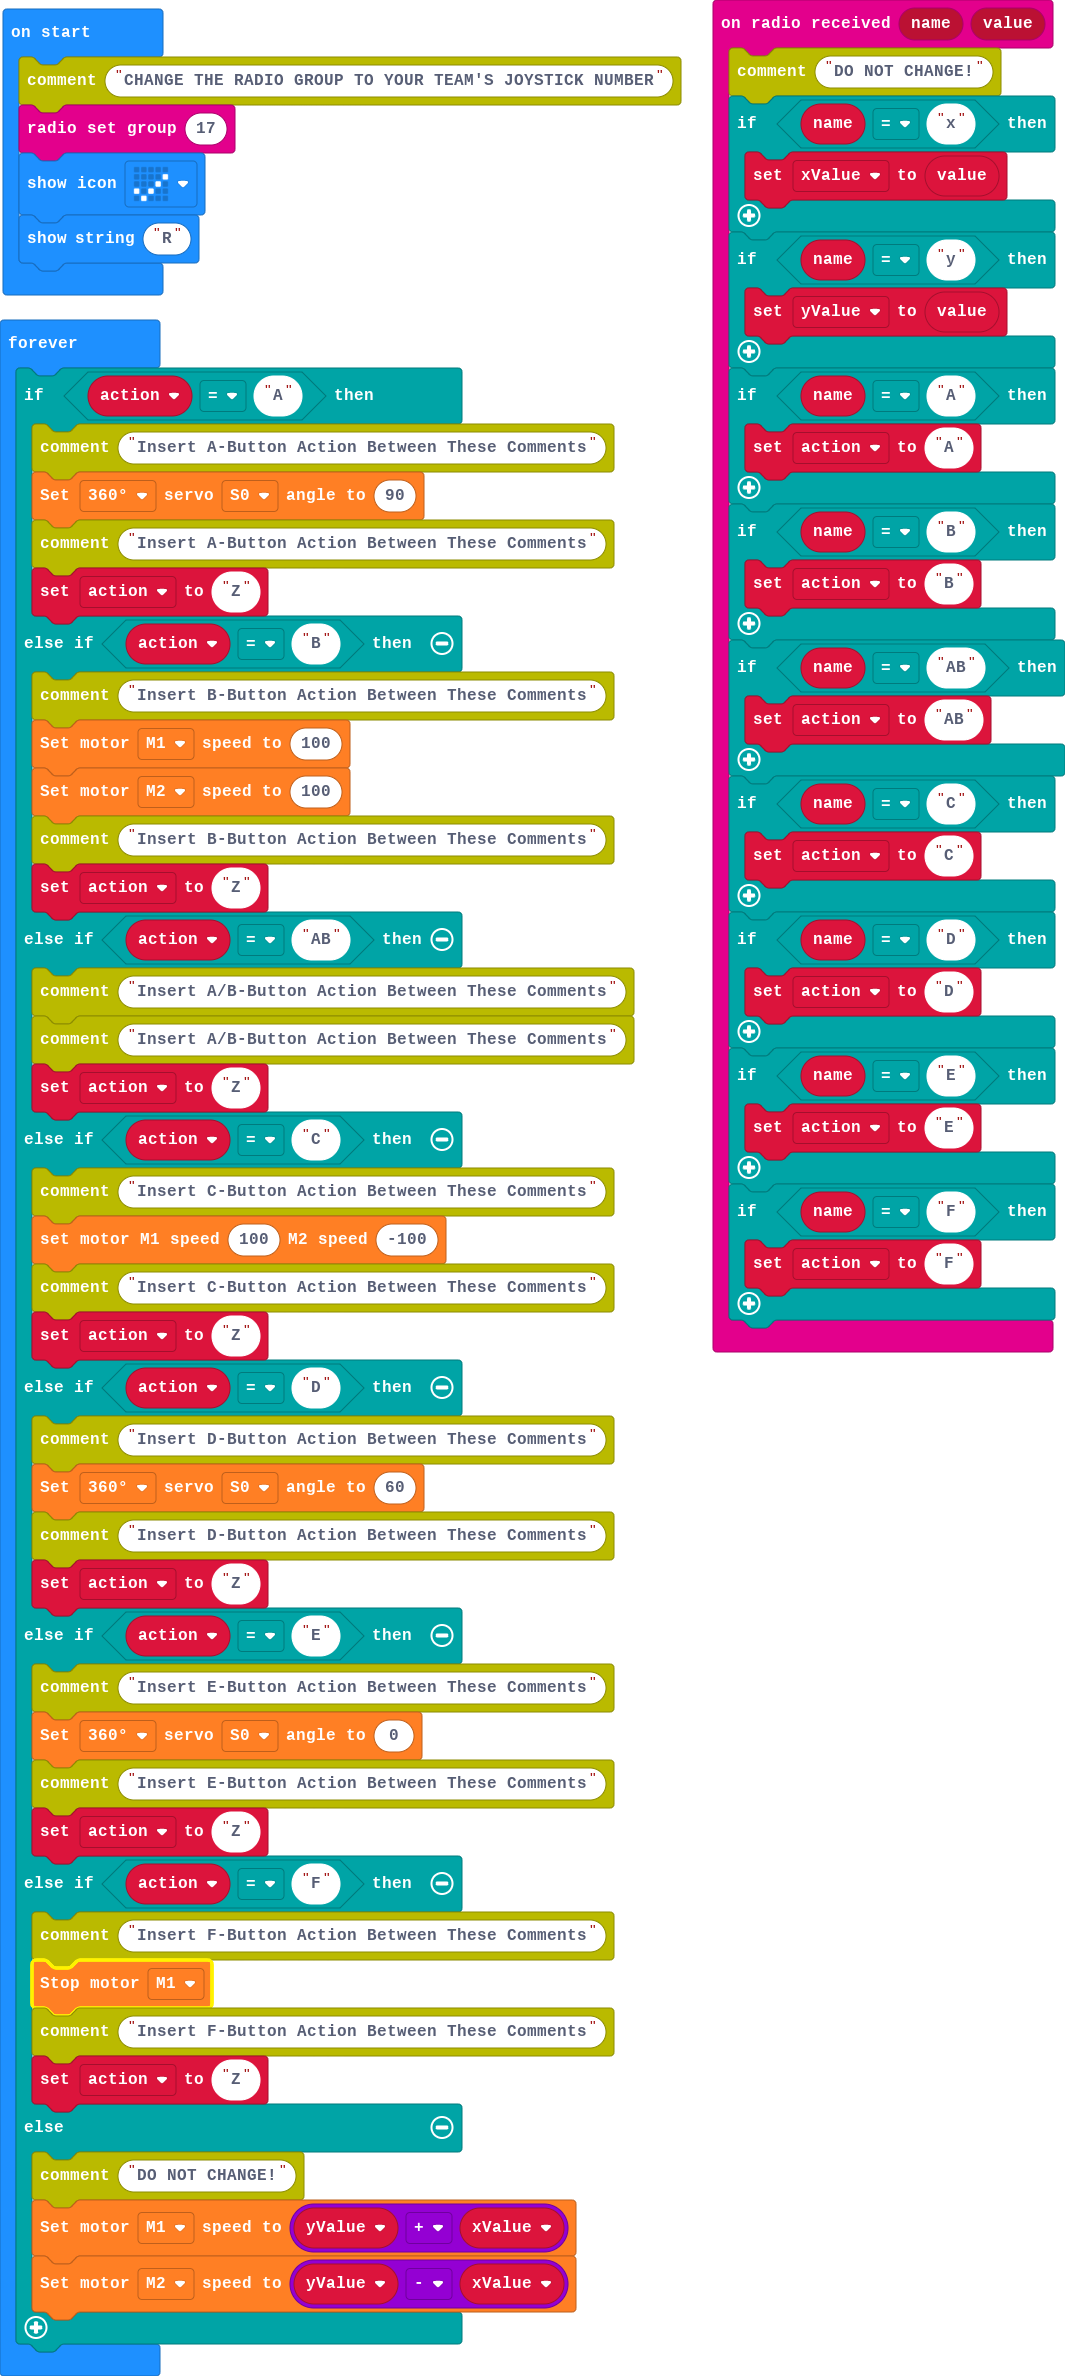 on start
comment "CHANGE THE RADIO GROUP TO YOUR TEAM'S JOYSTICK NUMBER"
radio set group 17
show icon
show string "R"
forever
if action = "A" then
comment "Insert A-Button Action Between These Comments"
Set 360° servo S0 angle to 90
comment "Insert A-Button Action Between These Comments"
set action to "Z"
else if action = "B" then
comment "Insert B-Button Action Between These Comments"
Set motor M1 speed to 100
Set motor M2 speed to 100
comment "Insert B-Button Action Between These Comments"
set action to "Z"
else if action = "AB" then
comment "Insert A/B-Button Action Between These Comments"
comment "Insert A/B-Button Action Between These Comments"
set action to "Z"
else if action = "C" then
comment "Insert C-Button Action Between These Comments"
set motor M1 speed 100 M2 speed -100
comment "Insert C-Button Action Between These Comments"
set action to "Z"
else if action = "D" then
comment "Insert D-Button Action Between These Comments"
Set 360° servo S0 angle to 60
comment "Insert D-Button Action Between These Comments"
set action to "Z"
else if action = "E" then
comment "Insert E-Button Action Between These Comments"
Set 360° servo S0 angle to 0
comment "Insert E-Button Action Between These Comments"
set action to "Z"
else if action = "F" then
comment "Insert F-Button Action Between These Comments"
Stop motor M1
comment "Insert F-Button Action Between These Comments"
set action to "Z"
else
comment "DO NOT CHANGE!"
Set motor M1 speed to yValue + xValue
Set motor M2 speed to yValue - xValue
on radio received name value
comment "DO NOT CHANGE!"
if name = "x" then
set xValue to value
if name = "y" then
set yValue to value
if name = "A" then
set action to "A"
if name = "B" then
set action to "B"
if name = "AB" then
set action to "AB"
if name = "C" then
set action to "C"
if name = "D" then
set action to "D"
if name = "E" then
set action to "E"
if name = "F" then
set action to "F"